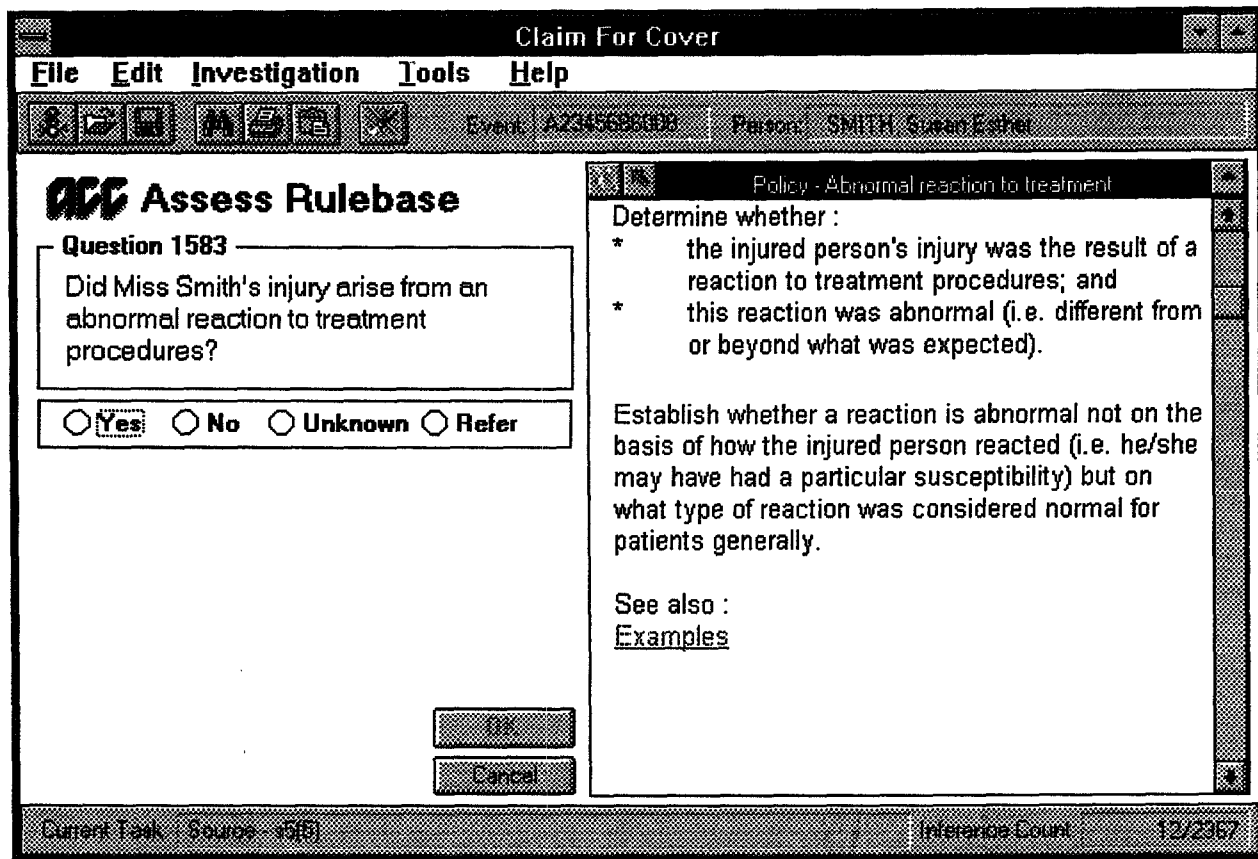 Claim For Cover
File Edit Investigation Tools Help
Event: Person: SMITH, Susan Esther
acc Assess Rulebase
Question 1583
Did Miss Smith's injury arise from an
abnormal reaction to treatment
procedures?
Yes No Unknown Refer
OK
Cancel
Policy - Abnormal reaction to treatment
Determine whether :
* the injured person's injury was the result of a
reaction to treatment procedures; and
* this reaction was abnormal (i.e. different from
or beyond what was expected).
Establish whether a reaction is abnormal not on the
basis of how the injured person reacted (i.e. he/she
may have had a particular susceptibility) but on
what type of reaction was considered normal for
patients generally.
See also :
Examples
Current Task : Source - s5(6) Inference Count : 12/2367